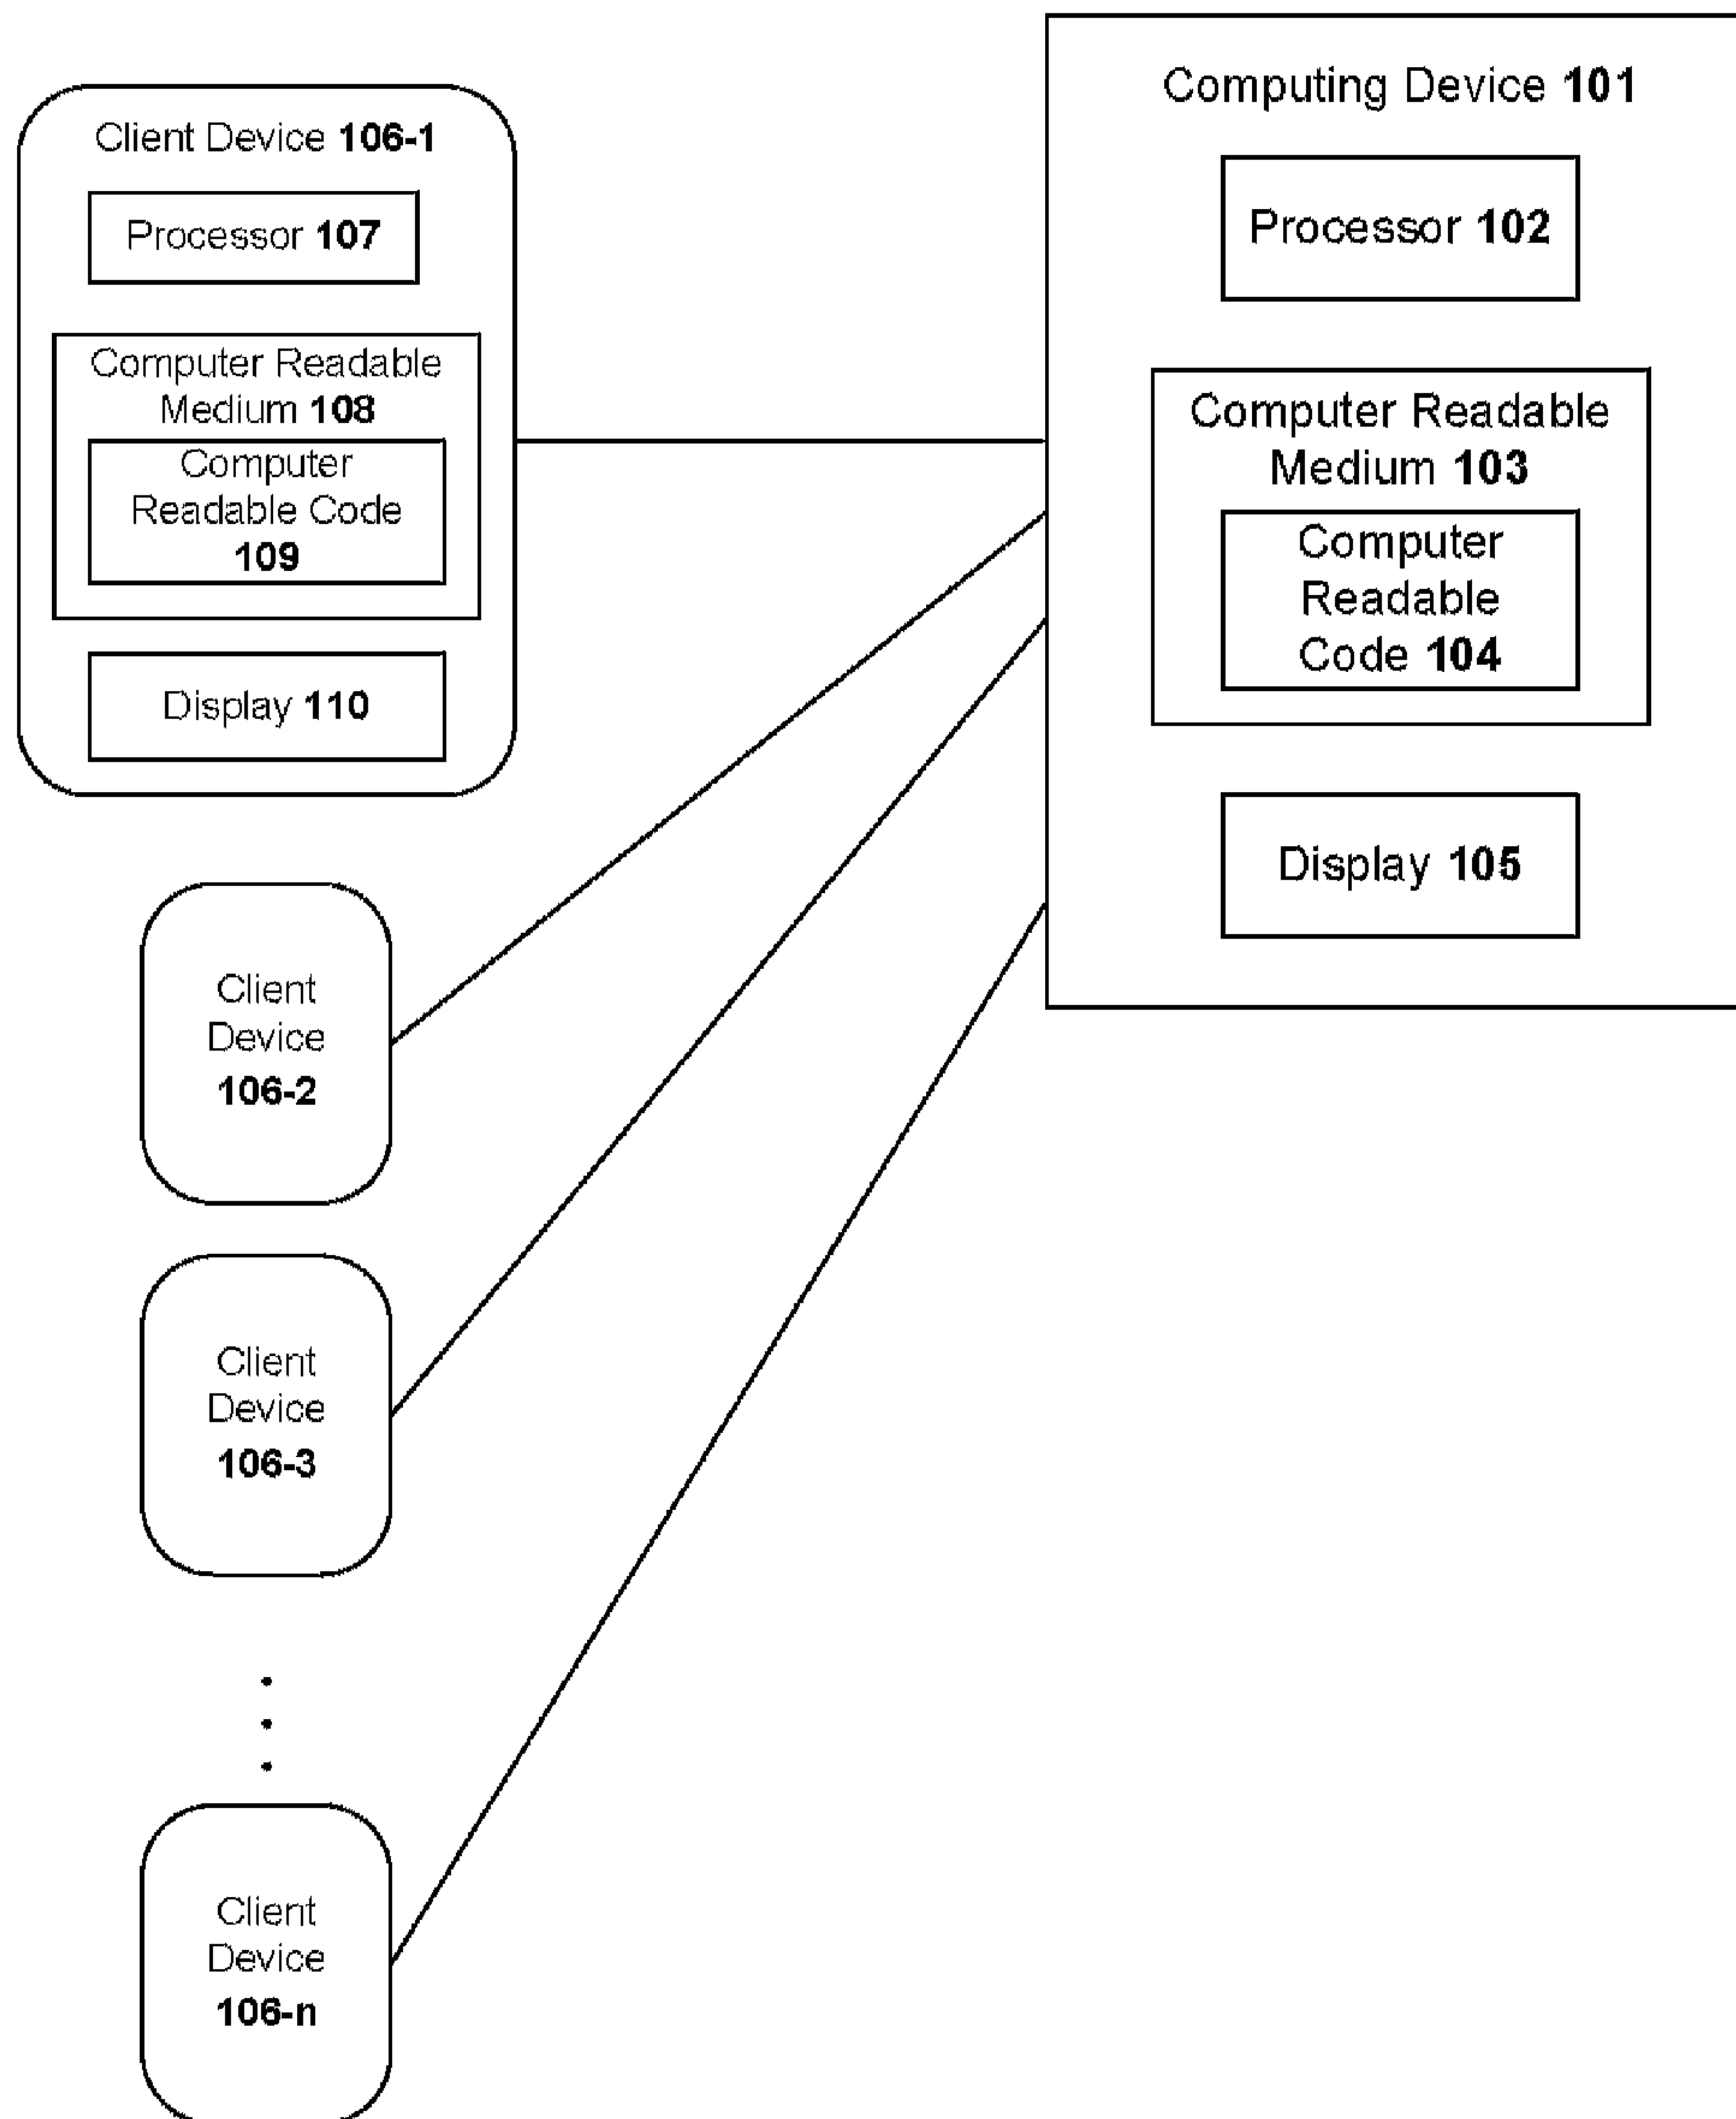 Client Device 106-1
Processor 107
Computer Readable
Medium 108
Computer
Readable Code
109
Display 110
Client
Device
106-2
Client
Device
106-3
Client
Device
106-n
Computing Device 101
Processor 102
Computer Readable
Medium 103
Computer
Readable
Code 104
Display 105